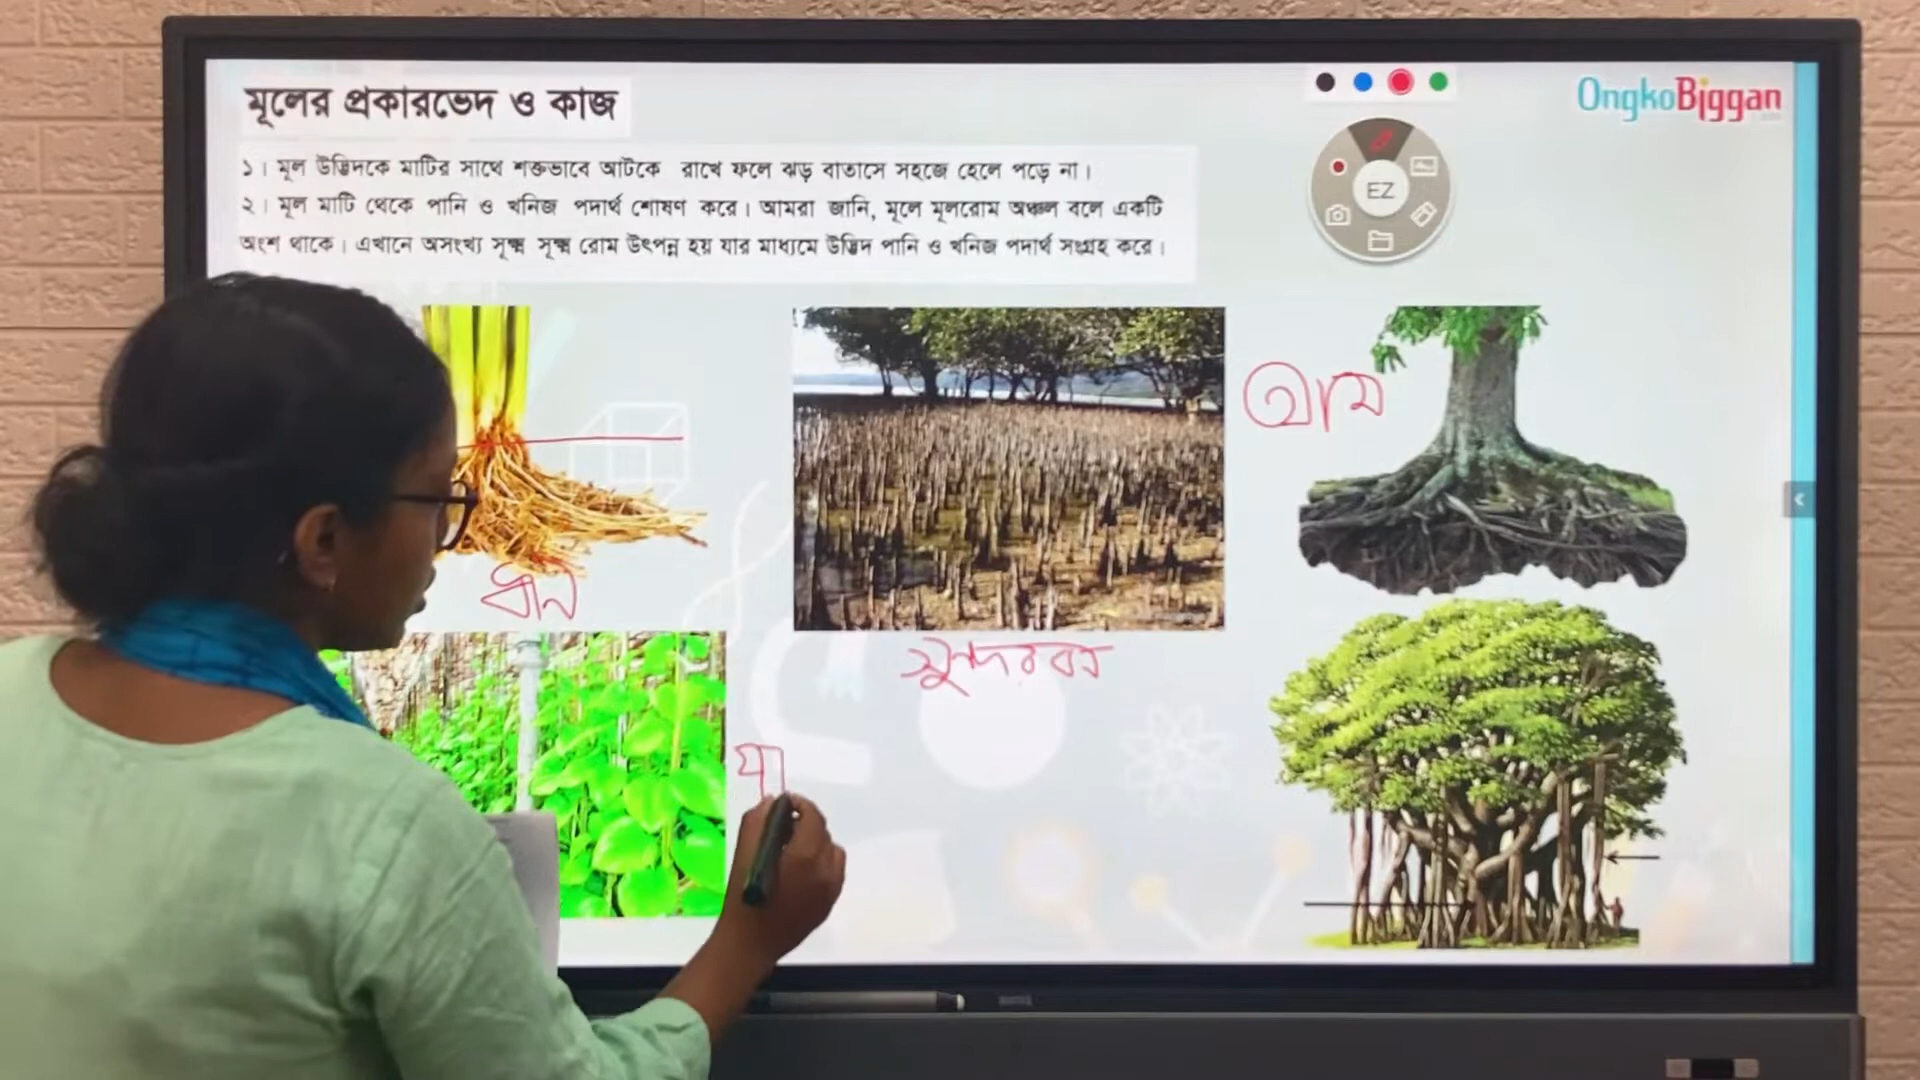 মূলের প্রকারভেদ ও কাজ
OngkoBiggan
১। মূল উদ্ভিদকে মাটির সাথে শক্তভাবে আটকে রাখে ফলে ঝড় বাতাসে সহজে হেলে পড়ে না।
২। মূল মাটি থেকে পানি ও খনিজ পদার্থ শোষণ করে। আমরা জানি, মূলে মূলরোম অঞ্চল বলে একটি
অংশ থাকে। এখানে অসংখ্য সূক্ষ্ম সূক্ষ্ম রোম উৎপন্ন হয় যার মাধ্যমে উদ্ভিদ পানি ও খনিজ পদার্থ সংগ্রহ করে।
EZ
আম
ধান
সুন্দরবন
পা